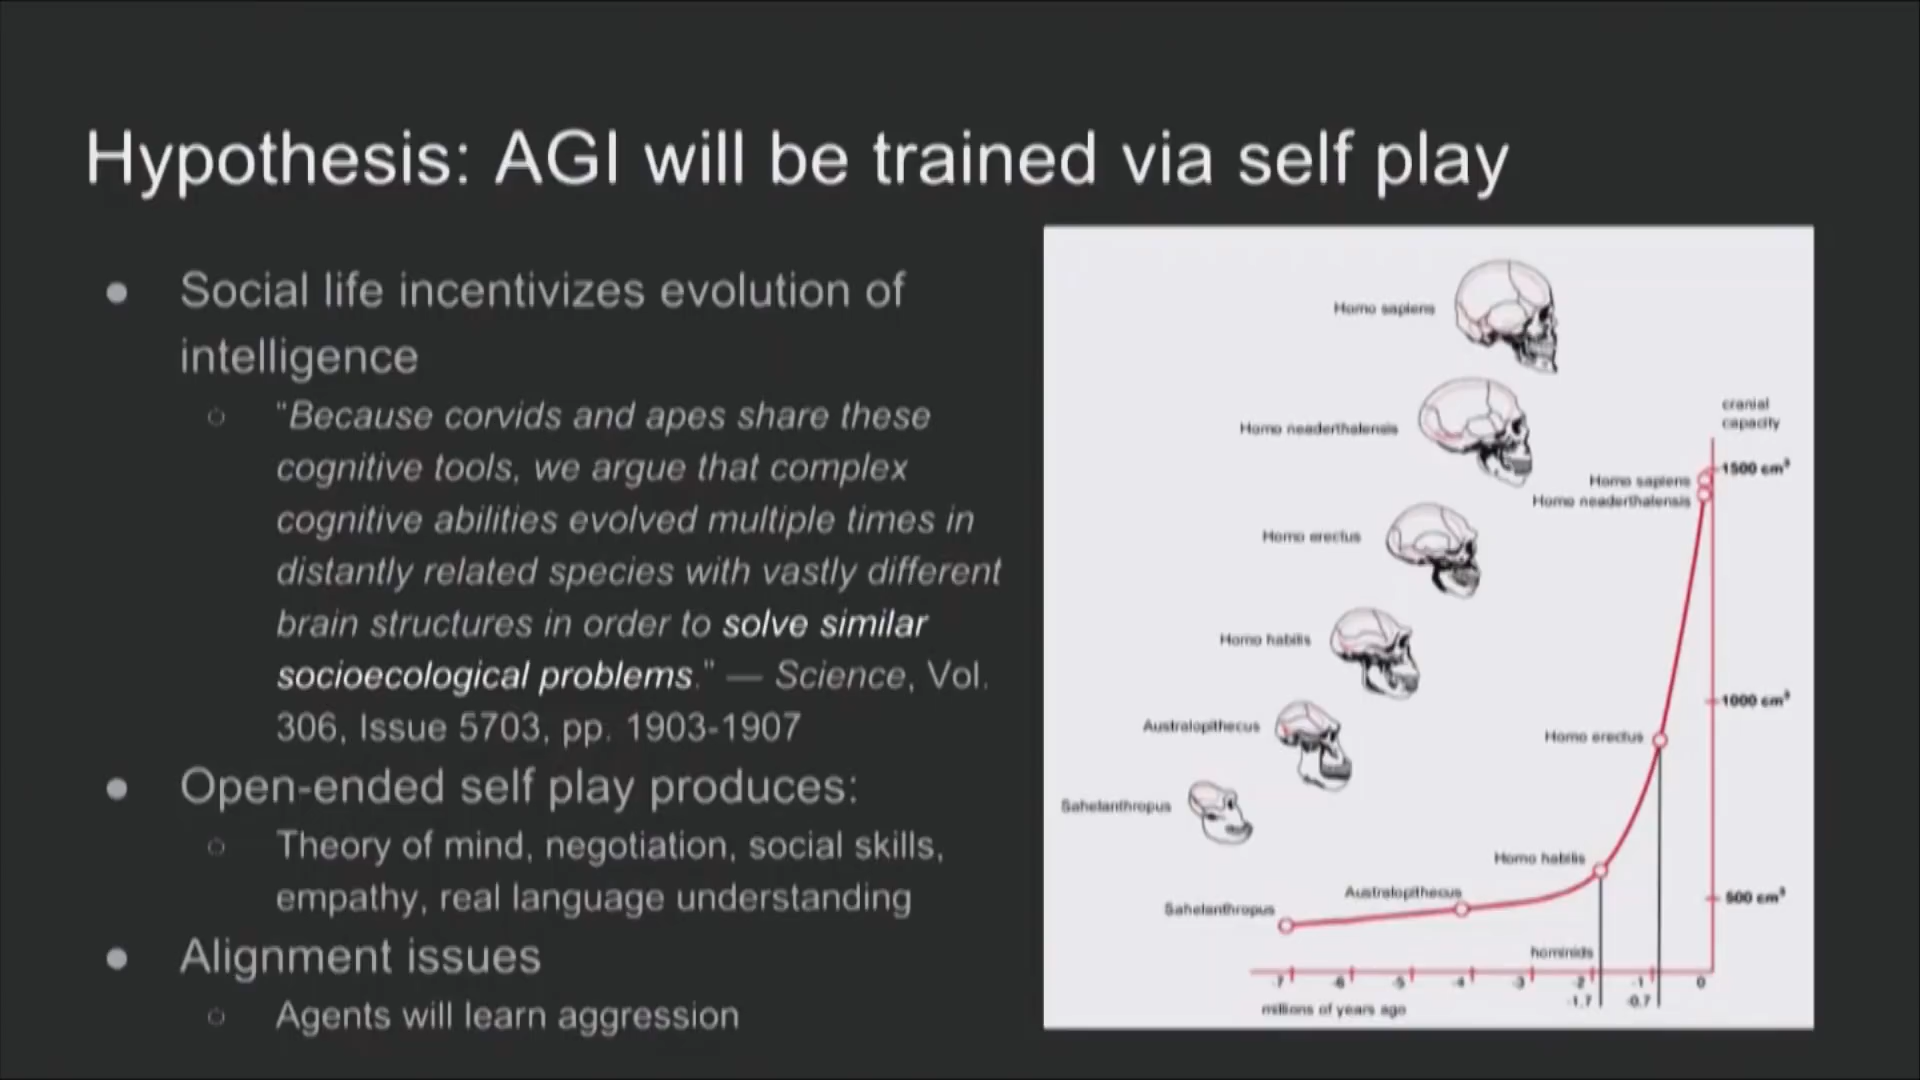 Hypothesis: AGI will be trained via self play
● Social life incentivizes evolution of
intelligence
○ "Because corvids and apes share these
cognitive tools, we argue that complex
cognitive abilities evolved multiple times in
distantly related species with vastly different
brain structures in order to solve similar
socioecological problems." — Science, Vol.
306, Issue 5703, pp. 1903-1907
● Open-ended self play produces:
○ Theory of mind, negotiation, social skills,
empathy, real language understanding
● Alignment issues
○ Agents will learn aggression
Homo sapiens
Homo neaderthalensis
Homo erectus
Homo habilis
Australopithecus
Sahelanthropus
cranial
capacity
1500 cm³
Homo sapiens
Homo neaderthalensis
1000 cm³
Homo erectus
Homo habilis
Australopithecus
500 cm³
Sahelanthropus
hominids
-7 -6 -5 -4 -3 -2 -1 0
-1.7 -0.7
millions of years ago